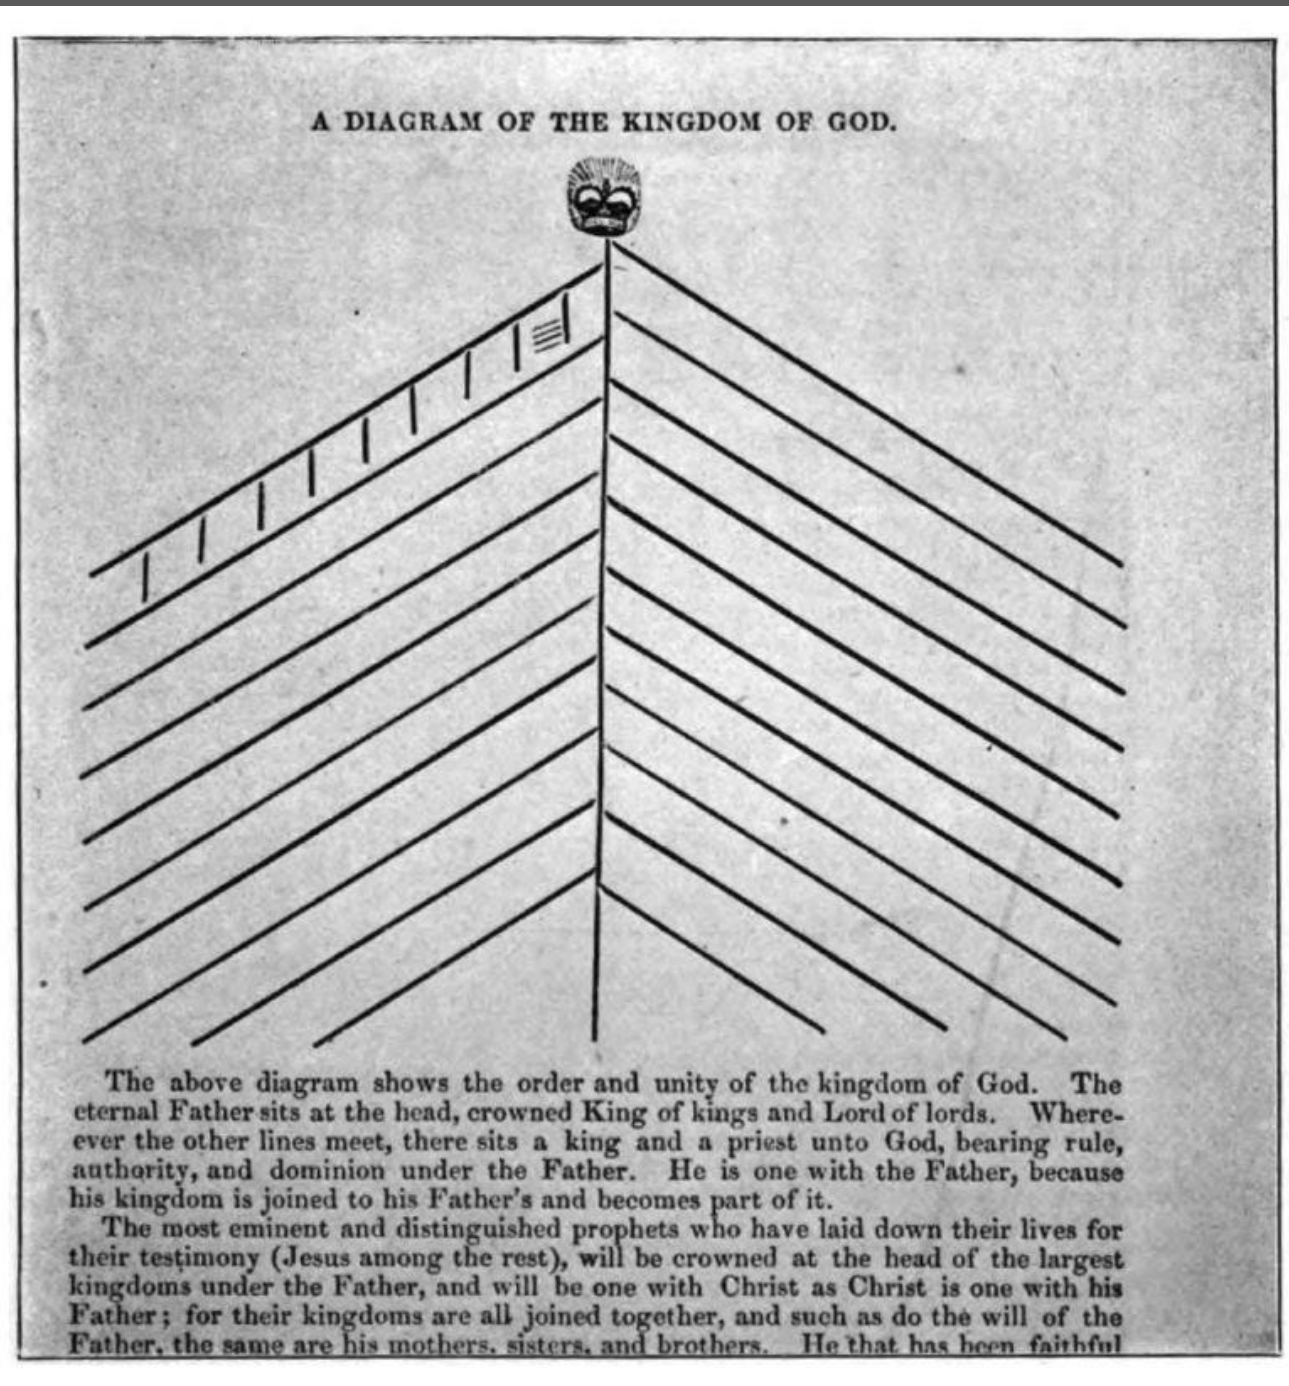 A DIAGRAM OF THE KINGDOM OF GOD.
The above diagram shows the order and unity of the kingdom of God. The
eternal Father sits at the head, crowned King of kings and Lord of lords. Where-
ever the other lines meet, there sits a king and a priest unto God, bearing rule,
authority, and dominion under the Father. He is one with the Father, because
his kingdom is joined to his Father's and becomes part of it.
The most eminent and distinguished prophets who have laid down their lives for
their testimony (Jesus among the rest), will be crowned at the head of the largest
kingdoms under the Father, and will be one with Christ as Christ is one with his
Father; for their kingdoms are all joined together, and such as do the will of the
Father, the same are his mothers, sisters, and brothers. He that has been faithful